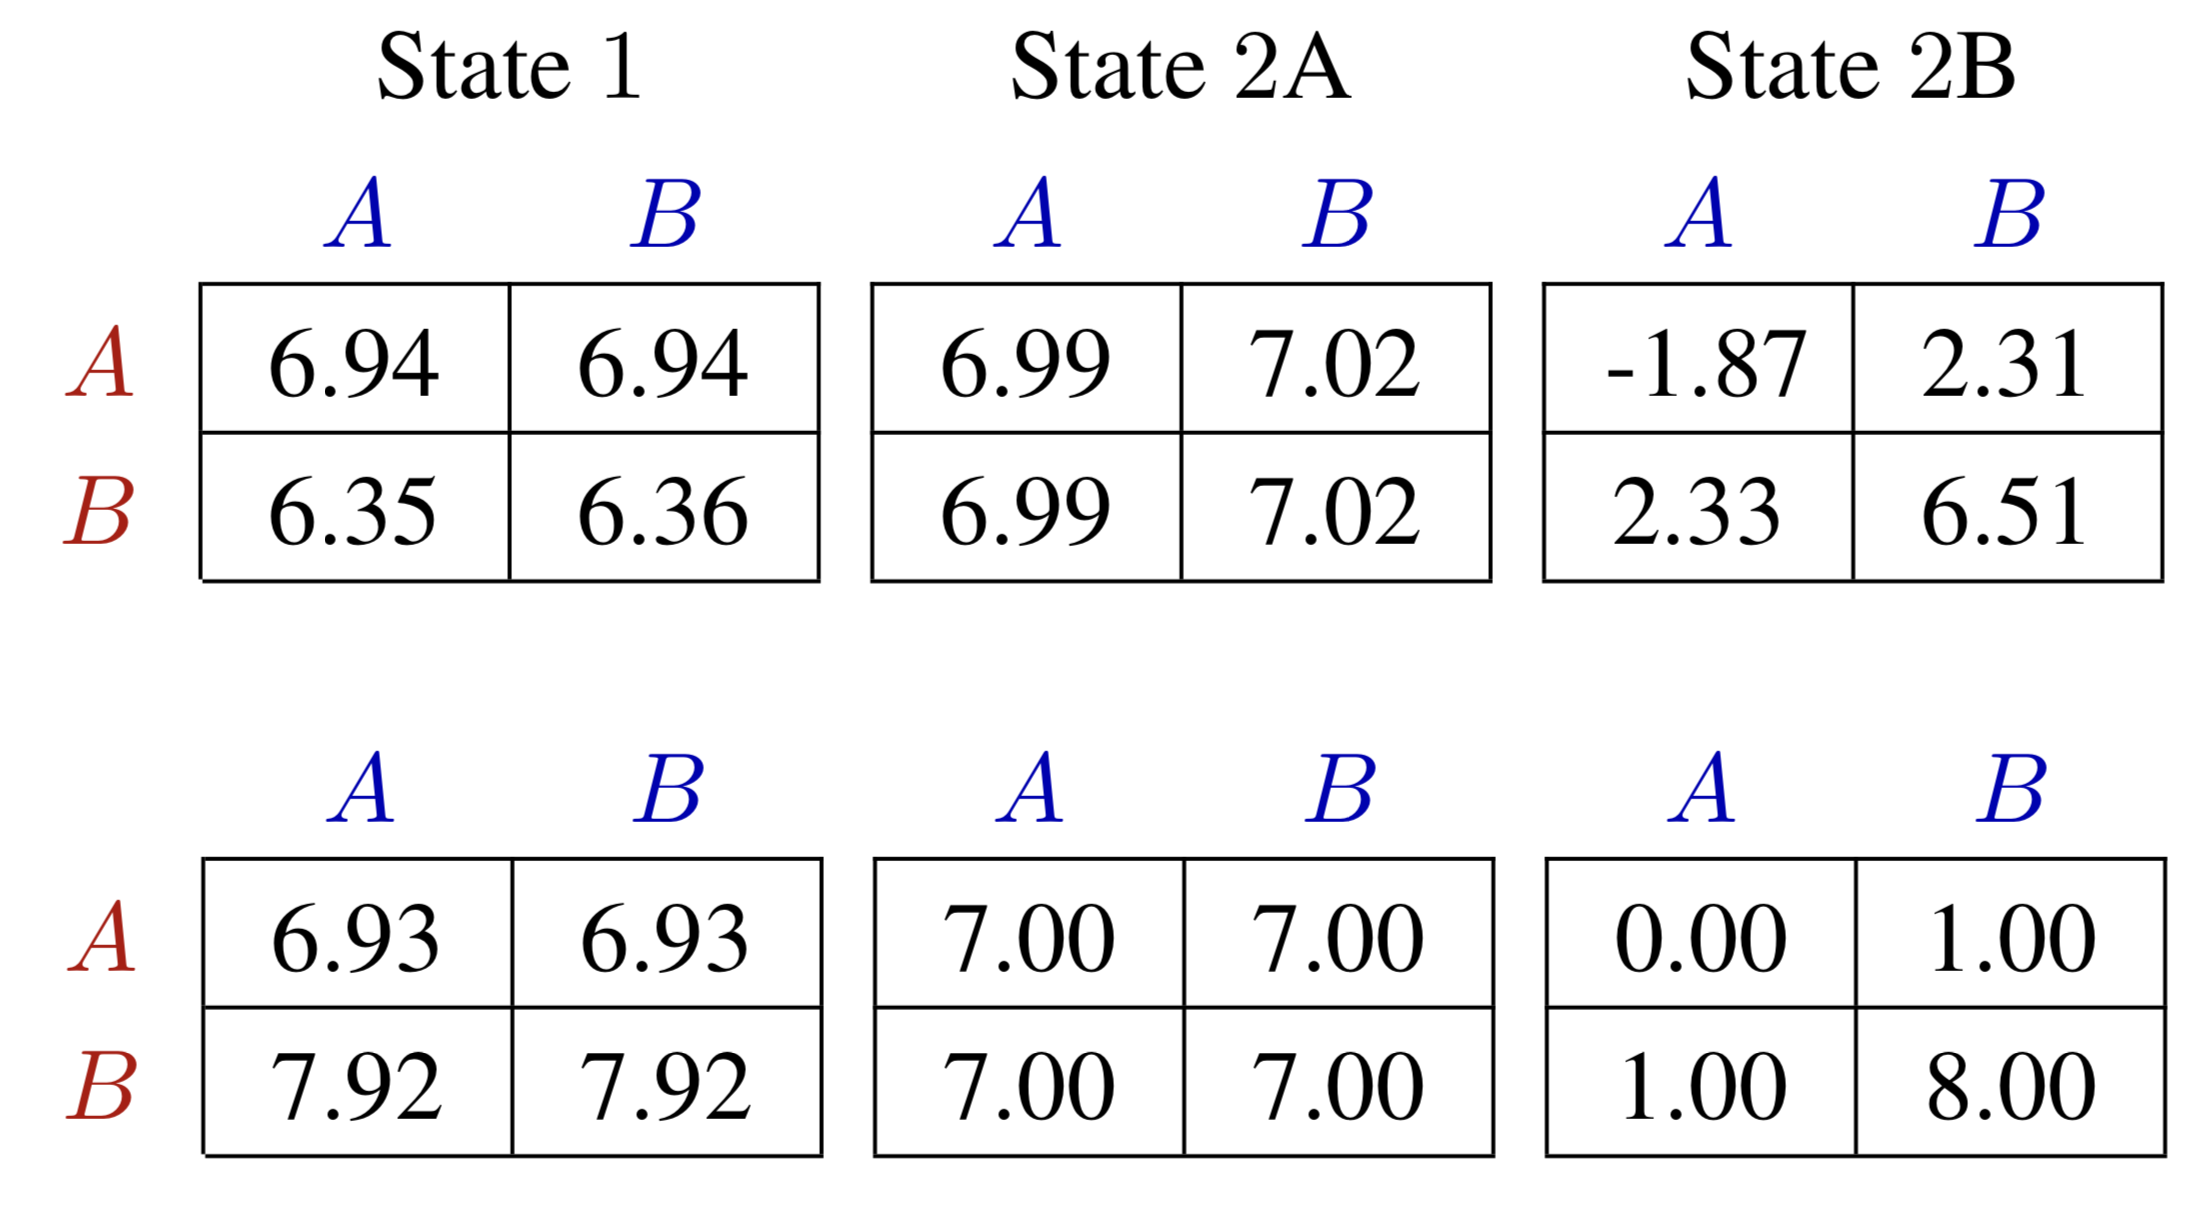 State 1 State 2A State 2B
A B A B A B
A 6.94 6.94 6.99 7.02 -1.87 2.31
B 6.35 6.36 6.99 7.02 2.33 6.51
A B A B A B
A 6.93 6.93 7.00 7.00 0.00 1.00
B 7.92 7.92 7.00 7.00 1.00 8.00